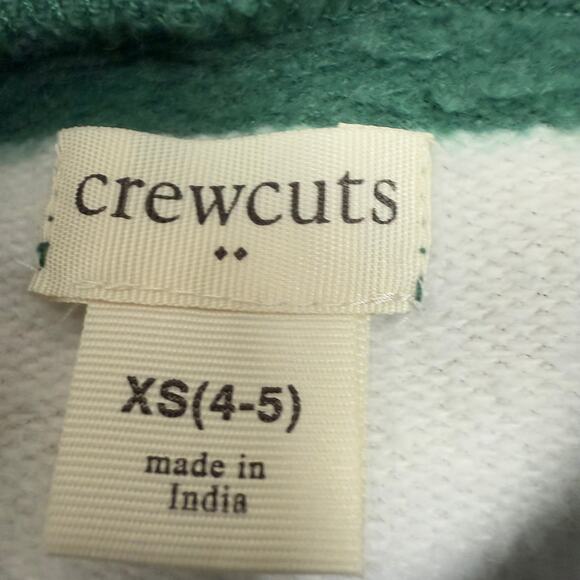 crewcuts
XS(4-5)
made in
India